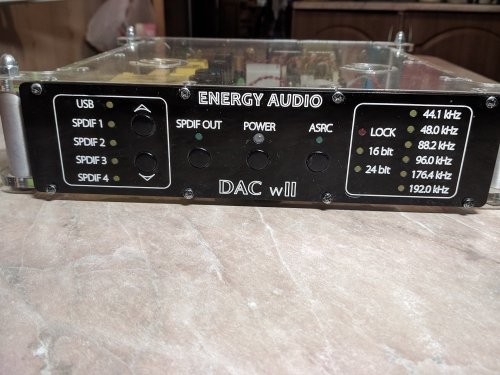 ENERGY AUDIO
USB
SPDIF 1
SPDIF 2
SPDIF 3
SPDIF 4
SPDIF OUT
POWER
ASRC
DAC wII
LOCK
16 bit
24 bit
44.1 kHz
48.0 kHz
88.2 kHz
96.0 kHz
176.4 kHz
192.0 kHz